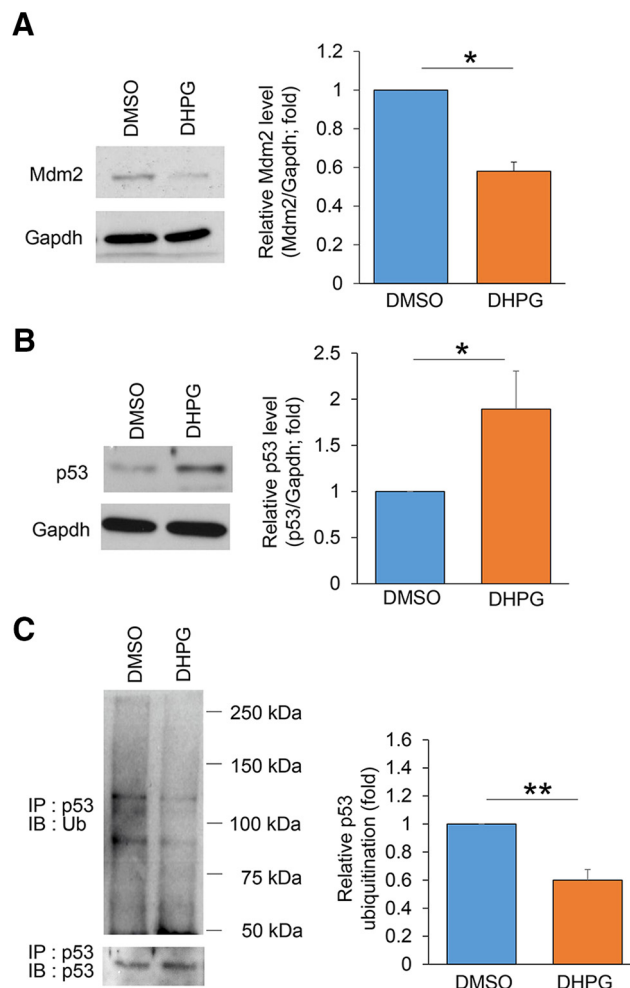 A
DMSO
DHPG
Mdm2
Gapdh
Relative Mdm2 level
(Mdm2/Gapdh; fold)
1.2
1
0.8
0.6
0.4
0.2
0
*
DMSO DHPG
B
DMSO
DHPG
p53
Gapdh
Relative p53 level
(p53/Gapdh; fold)
2.5
2
1.5
1
0.5
0
*
DMSO DHPG
C
DMSO
DHPG
250 kDa
150 kDa
100 kDa
75 kDa
50 kDa
IP : p53
IB : Ub
IP : p53
IB : p53
Relative p53
ubiquitination (fold)
1.6
1.4
1.2
1
0.8
0.6
0.4
0.2
0
**
DMSO DHPG